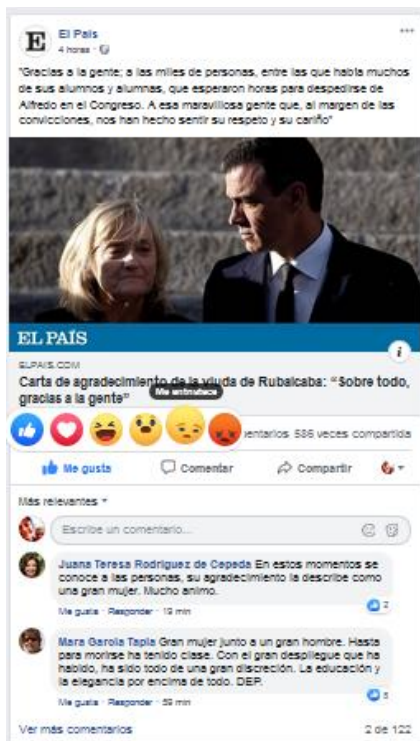 E El País
4 horas ·
"Gracias a la gente; a las miles de personas, entre las que había muchos
de sus alumnos y alumnas, que esperaron horas para despedirse de
Alfredo en el Congreso. A esa maravillosa gente que, al margen de las
convicciones, nos han hecho sentir su respeto y su cariño"
EL PAÍS
i
ELPAIS.COM
Carta de agradecimiento de la viuda de Rubalcaba: "Sobre todo,
gracias a la gente"
Me entristece
entarios 586 veces compartida
Me gusta Comentar Compartir
Más relevantes
Escribe un comentario...
Juana Teresa Rodriguez de Cepeda En estos momentos se
conoce a las personas, su agradecimiento la describe como
una gran mujer. Mucho animo.
Me gusta · Responder · 19 min
2
Mara Garcia Tapia Gran mujer junto a un gran hombre. Hasta
para morirse ha tenido clase. Con el gran despliegue que ha
habido, ha sido todo de una gran discreción. La educación y
la elegancia por encima de todo. DEP.
Me gusta · Responder · 59 min
5
Ver más comentarios 2 de 122